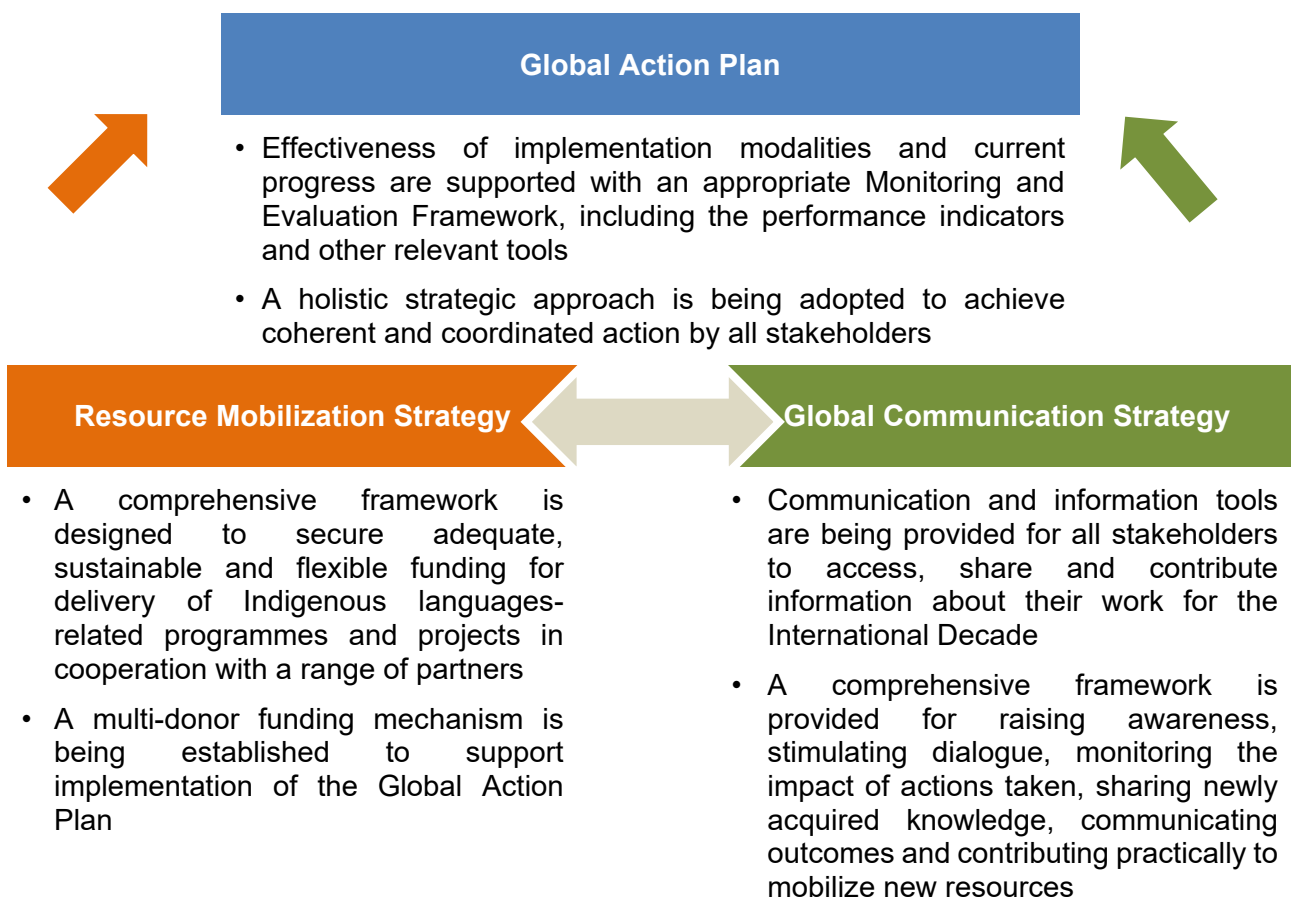 Global Action Plan
• Effectiveness of implementation modalities and current
progress are supported with an appropriate Monitoring and
Evaluation Framework, including the performance indicators
and other relevant tools
• A holistic strategic approach is being adopted to achieve
coherent and coordinated action by all stakeholders
Resource Mobilization Strategy
• A comprehensive framework is
designed to secure adequate,
sustainable and flexible funding for
delivery of Indigenous languages-
related programmes and projects in
cooperation with a range of partners
• A multi-donor funding mechanism is
being established to support
implementation of the Global Action
Plan
Global Communication Strategy
• Communication and information tools
are being provided for all stakeholders
to access, share and contribute
information about their work for the
International Decade
• A comprehensive framework is
provided for raising awareness,
stimulating dialogue, monitoring the
impact of actions taken, sharing newly
acquired knowledge, communicating
outcomes and contributing practically to
mobilize new resources